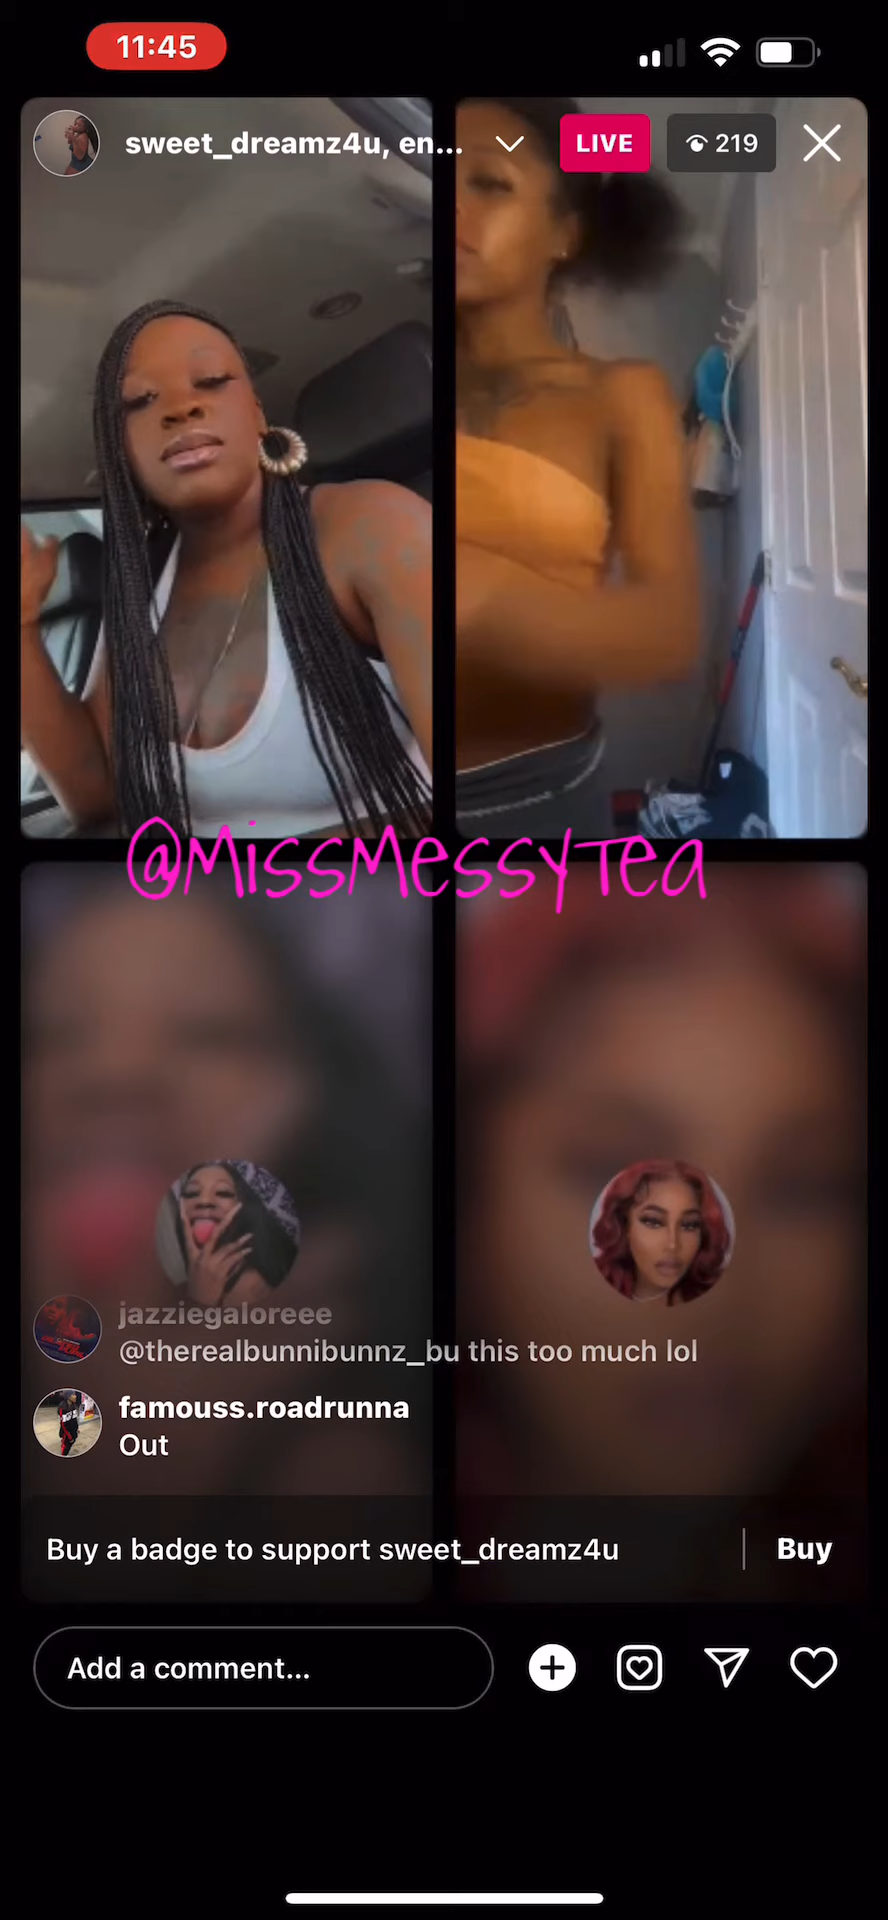 11:45
sweet_dreamz4u, en...
LIVE
219
@MissMessyTea
jazziegaloreee
@therealbunnibunnz_bu this too much lol
famouss.roadrunna
Out
Buy a badge to support sweet_dreamz4u
Buy
Add a comment...